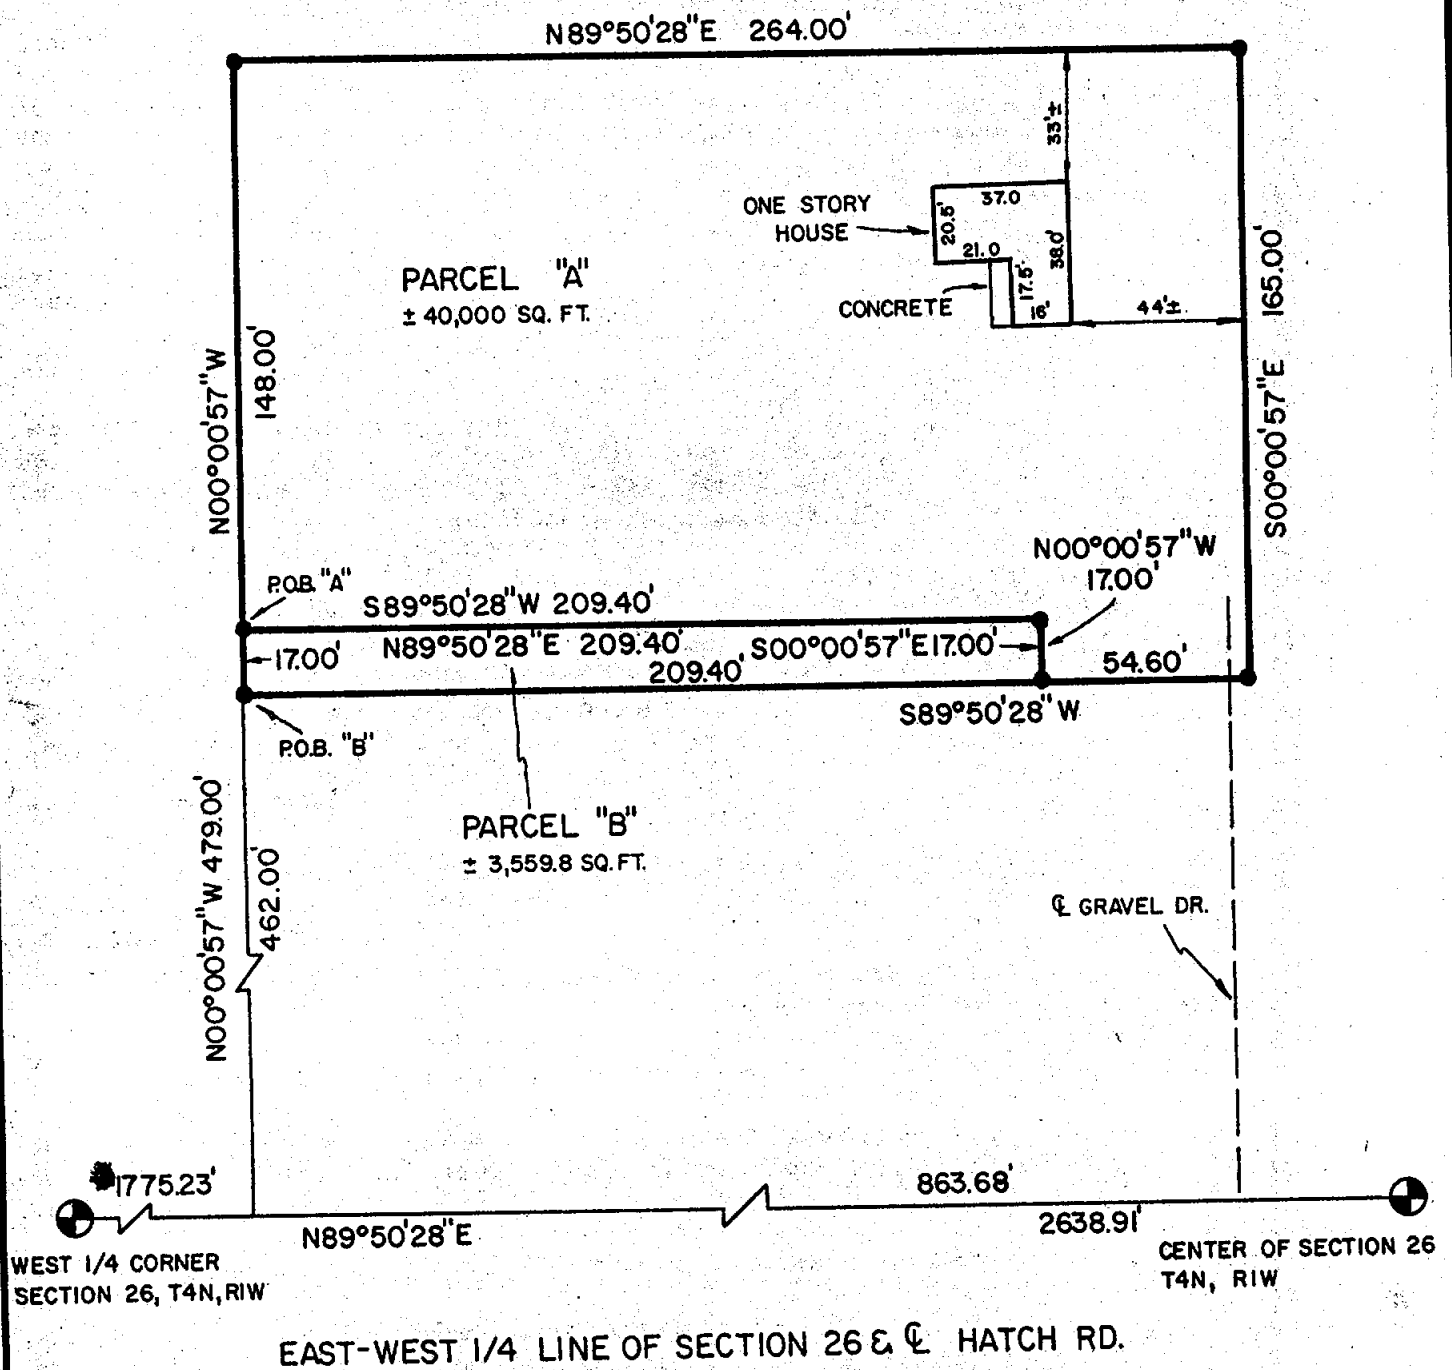 N89°50'28"E 264.00'
33'±
ONE STORY
HOUSE
37.0
20.5'
21.0
38.0'
17.5'
16'
CONCRETE
44'±
PARCEL "A"
± 40,000 SQ. FT.
N00°00'57"W
148.00'
S00°00'57"E 165.00'
N00°00'57"W
17.00'
P.O.B. "A"
S89°50'28"W 209.40'
17.00'
N89°50'28"E 209.40'
S00°00'57"E 17.00'
209.40'
54.60'
S89°50'28"W
P.O.B. "B"
PARCEL "B"
± 3,559.8 SQ. FT.
N00°00'57"W 479.00'
462.00'
℄ GRAVEL DR.
1775.23'
863.68'
N89°50'28"E
2638.91'
WEST 1/4 CORNER
SECTION 26, T4N, R1W
CENTER OF SECTION 26
T4N, R1W
EAST-WEST 1/4 LINE OF SECTION 26 & ℄ HATCH RD.